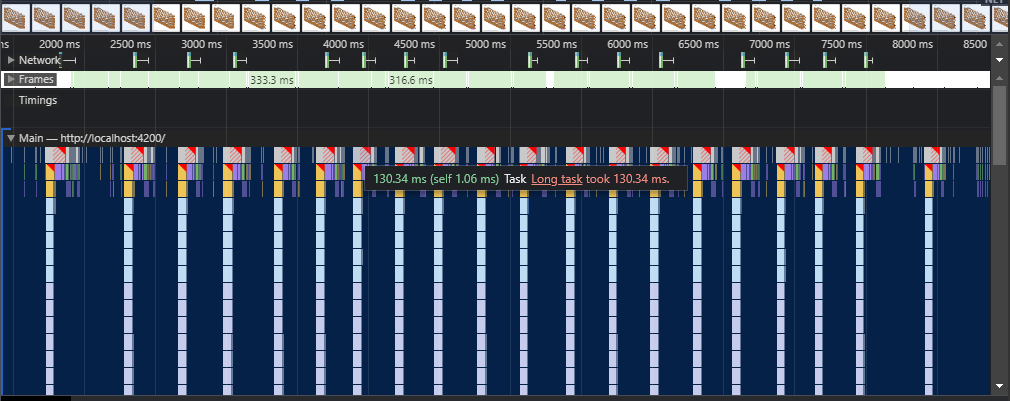 NET
ms 2000 ms 2500 ms 3000 ms 3500 ms 4000 ms 4500 ms 5000 ms 5500 ms 6000 ms 6500 ms 7000 ms 7500 ms 8000 ms 8500
Network
Frames 333.3 ms 316.6 ms
Timings
Main — http://localhost:4200/
130.34 ms (self 1.06 ms) Task Long task took 130.34 ms.